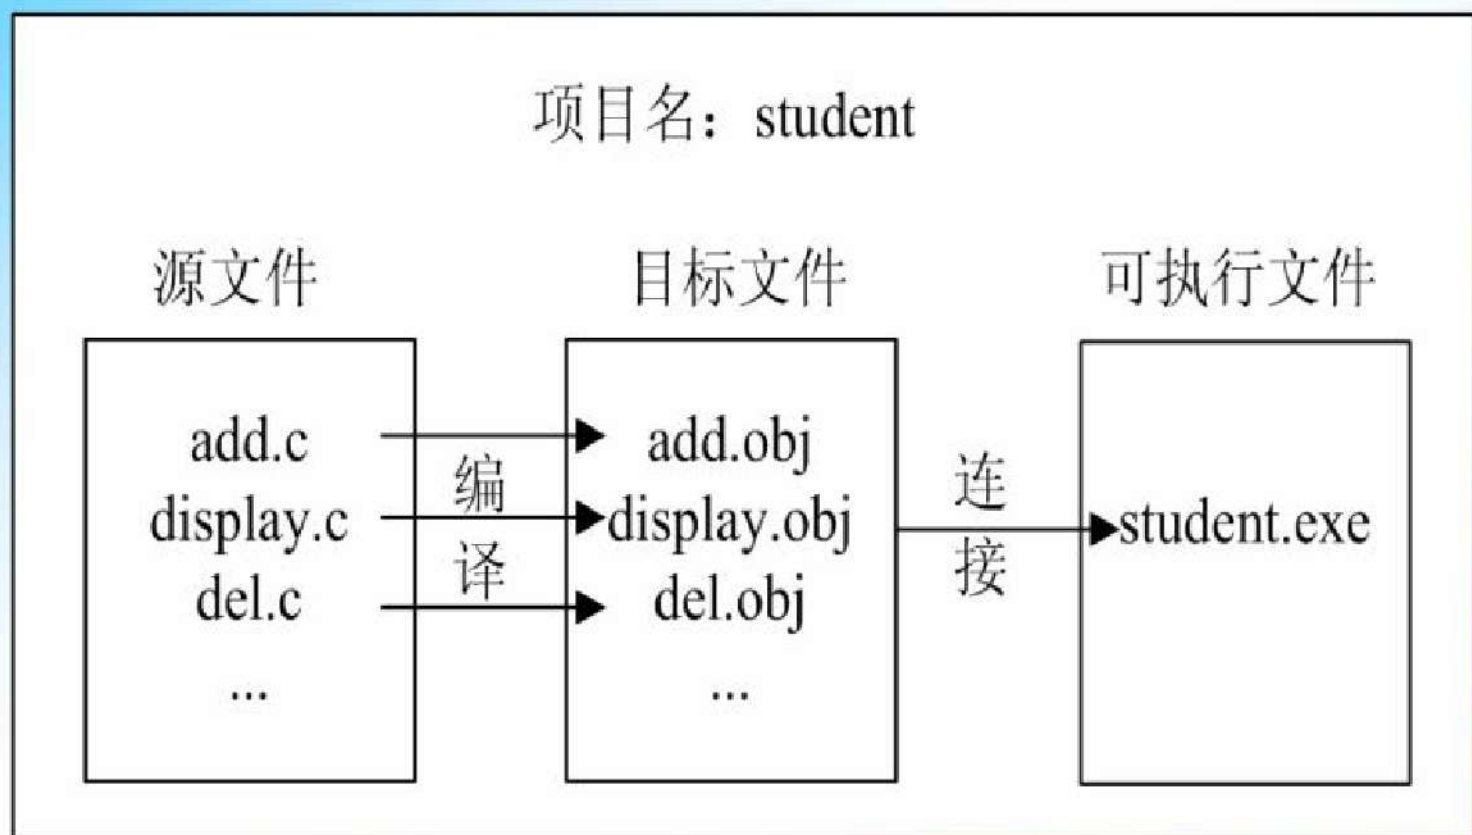 项目名：student
源文件
目标文件
可执行文件
add.c
display.c
del.c
...
编
译
add.obj
display.obj
del.obj
...
连
接
student.exe